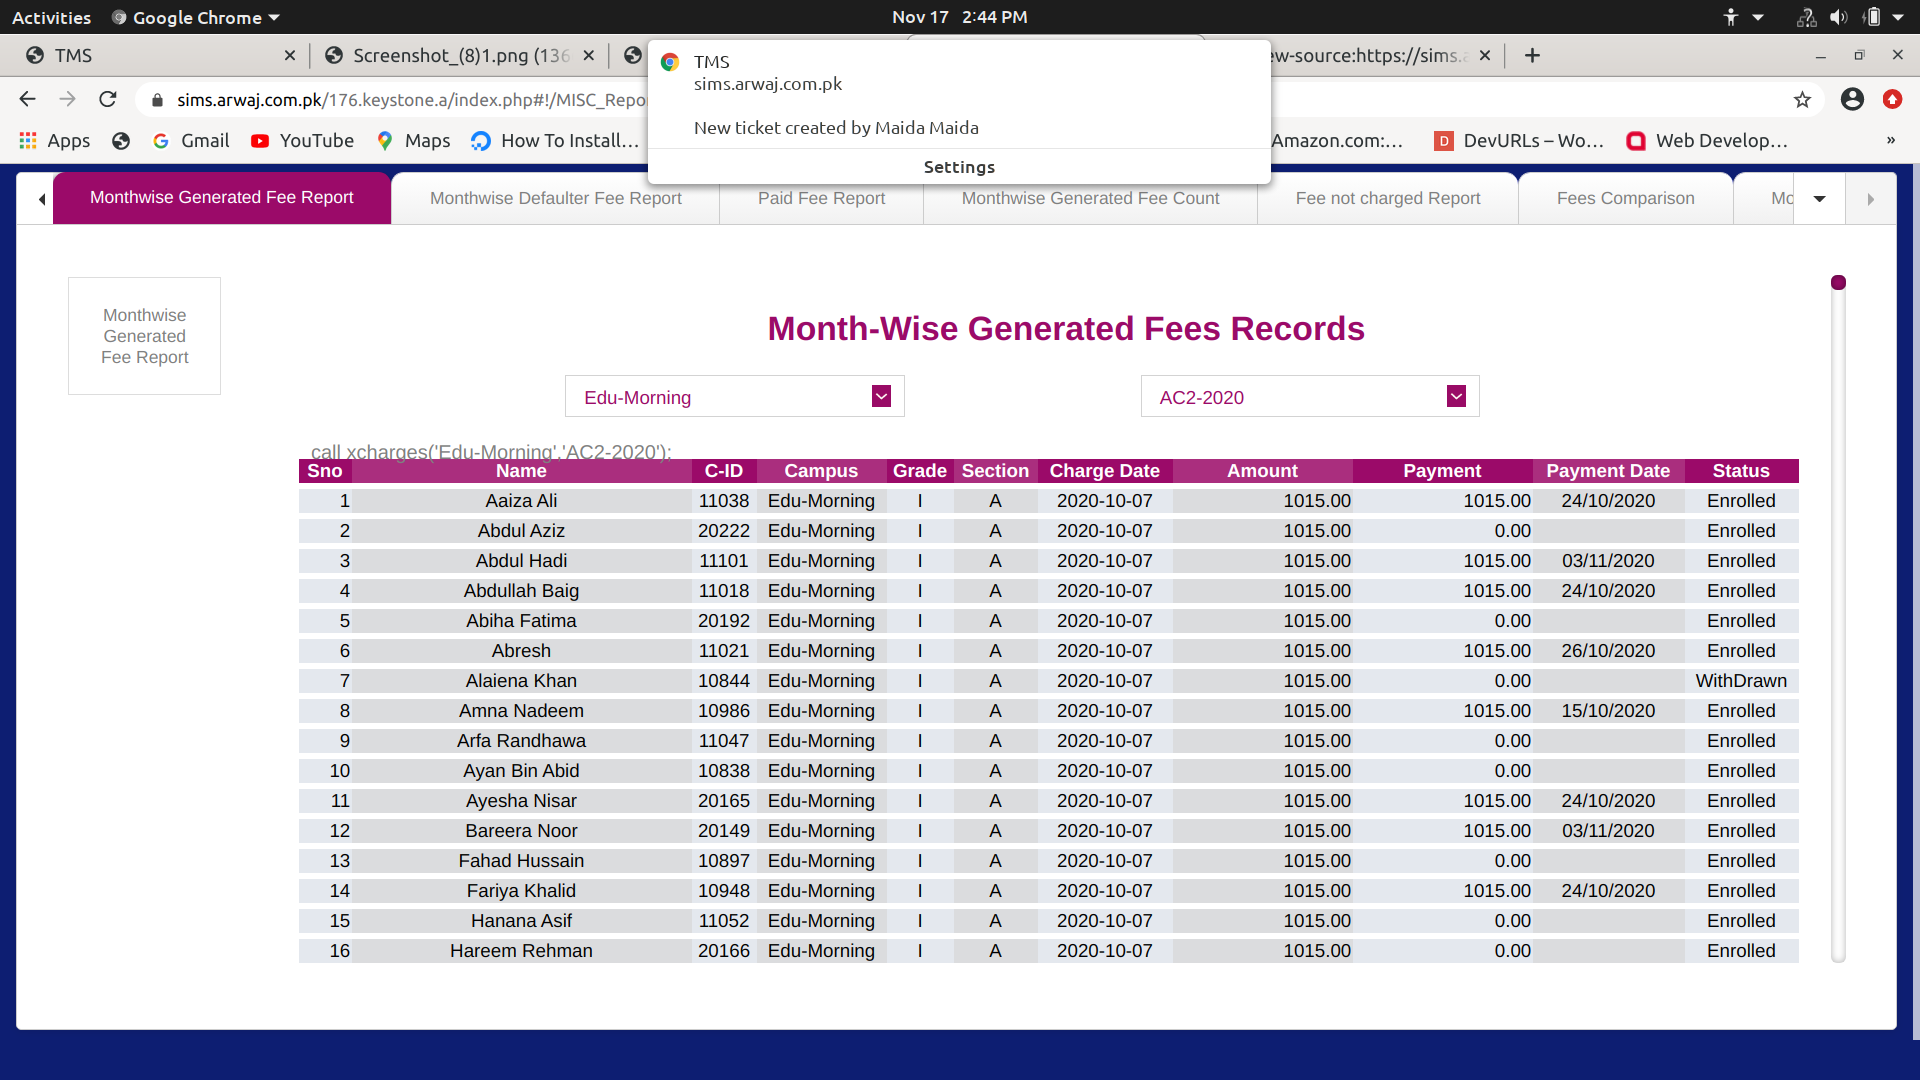 Activities Google Chrome Nov 17 2:44 PM
TMS Screenshot_(8)1.png (136 ew-source:https://sims.a
TMS
sims.arwaj.com.pk
New ticket created by Maida Maida
Settings
sims.arwaj.com.pk/176.keystone.a/index.php#!/MISC_Repo
Apps Gmail YouTube Maps How To Install... Amazon.com:... D DevURLs – Wo... Web Develop... »
Monthwise Generated Fee Report Monthwise Defaulter Fee Report Paid Fee Report Monthwise Generated Fee Count Fee not charged Report Fees Comparison Mo
Monthwise
Generated
Fee Report
Month-Wise Generated Fees Records
Edu-Morning AC2-2020
call xcharges('Edu-Morning','AC2-2020');
Sno Name C-ID Campus Grade Section Charge Date Amount Payment Payment Date Status
1 Aaiza Ali 11038 Edu-Morning I A 2020-10-07 1015.00 1015.00 24/10/2020 Enrolled
2 Abdul Aziz 20222 Edu-Morning I A 2020-10-07 1015.00 0.00 Enrolled
3 Abdul Hadi 11101 Edu-Morning I A 2020-10-07 1015.00 1015.00 03/11/2020 Enrolled
4 Abdullah Baig 11018 Edu-Morning I A 2020-10-07 1015.00 1015.00 24/10/2020 Enrolled
5 Abiha Fatima 20192 Edu-Morning I A 2020-10-07 1015.00 0.00 Enrolled
6 Abresh 11021 Edu-Morning I A 2020-10-07 1015.00 1015.00 26/10/2020 Enrolled
7 Alaiena Khan 10844 Edu-Morning I A 2020-10-07 1015.00 0.00 WithDrawn
8 Amna Nadeem 10986 Edu-Morning I A 2020-10-07 1015.00 1015.00 15/10/2020 Enrolled
9 Arfa Randhawa 11047 Edu-Morning I A 2020-10-07 1015.00 0.00 Enrolled
10 Ayan Bin Abid 10838 Edu-Morning I A 2020-10-07 1015.00 0.00 Enrolled
11 Ayesha Nisar 20165 Edu-Morning I A 2020-10-07 1015.00 1015.00 24/10/2020 Enrolled
12 Bareera Noor 20149 Edu-Morning I A 2020-10-07 1015.00 1015.00 03/11/2020 Enrolled
13 Fahad Hussain 10897 Edu-Morning I A 2020-10-07 1015.00 0.00 Enrolled
14 Fariya Khalid 10948 Edu-Morning I A 2020-10-07 1015.00 1015.00 24/10/2020 Enrolled
15 Hanana Asif 11052 Edu-Morning I A 2020-10-07 1015.00 0.00 Enrolled
16 Hareem Rehman 20166 Edu-Morning I A 2020-10-07 1015.00 0.00 Enrolled